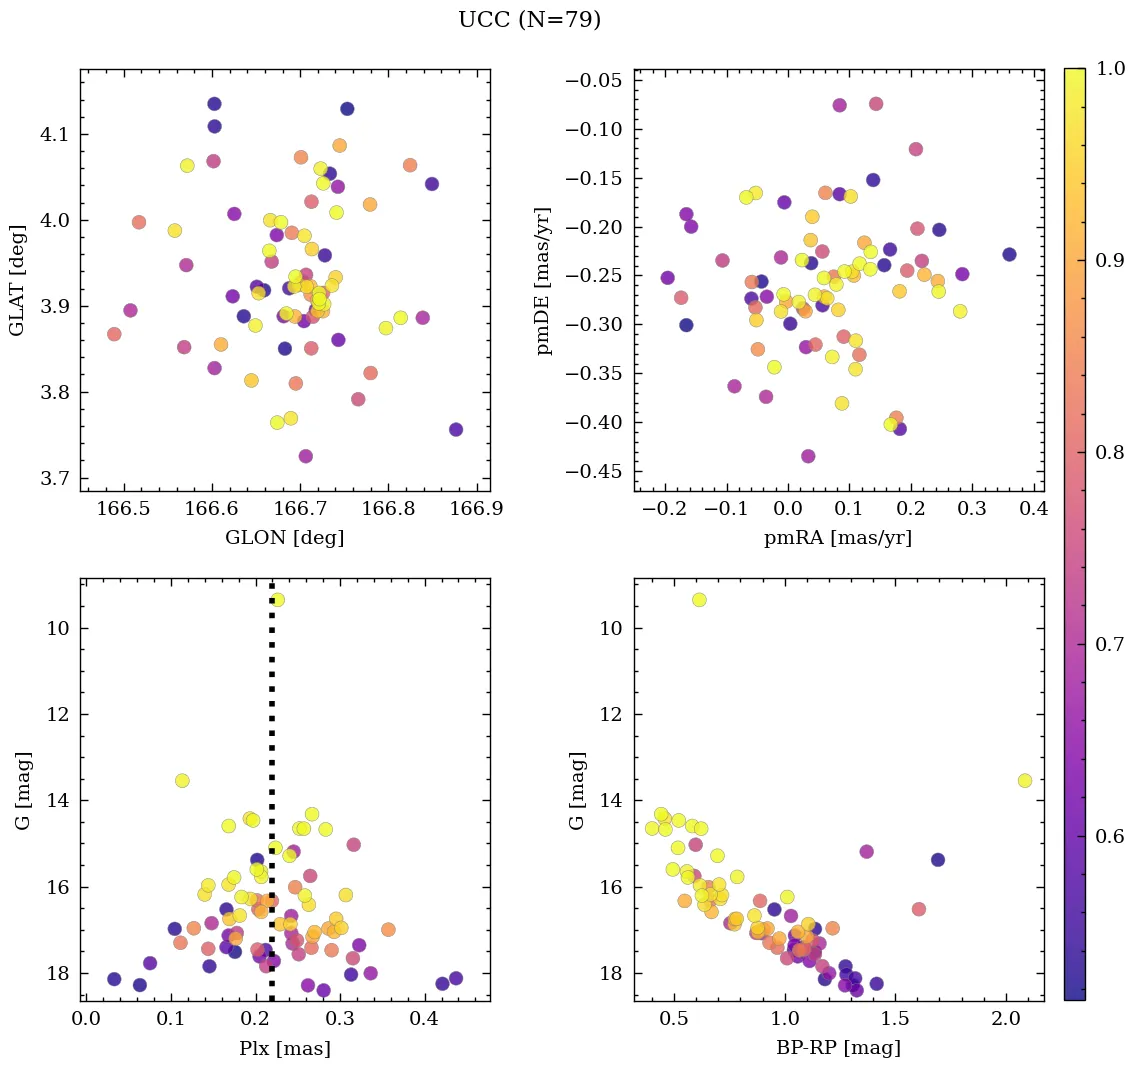 UCC (N=79)
4.1
4.0
3.9
3.8
3.7
GLAT [deg]
166.5 166.6 166.7 166.8 166.9
GLON [deg]
−0.05
−0.10
−0.15
−0.20
−0.25
−0.30
−0.35
−0.40
−0.45
pmDE [mas/yr]
−0.2 −0.1 0.0 0.1 0.2 0.3 0.4
pmRA [mas/yr]
1.0
0.9
0.8
0.7
0.6
10
12
14
16
18
G [mag]
0.0 0.1 0.2 0.3 0.4
Plx [mas]
10
12
14
16
18
G [mag]
0.5 1.0 1.5 2.0
BP-RP [mag]